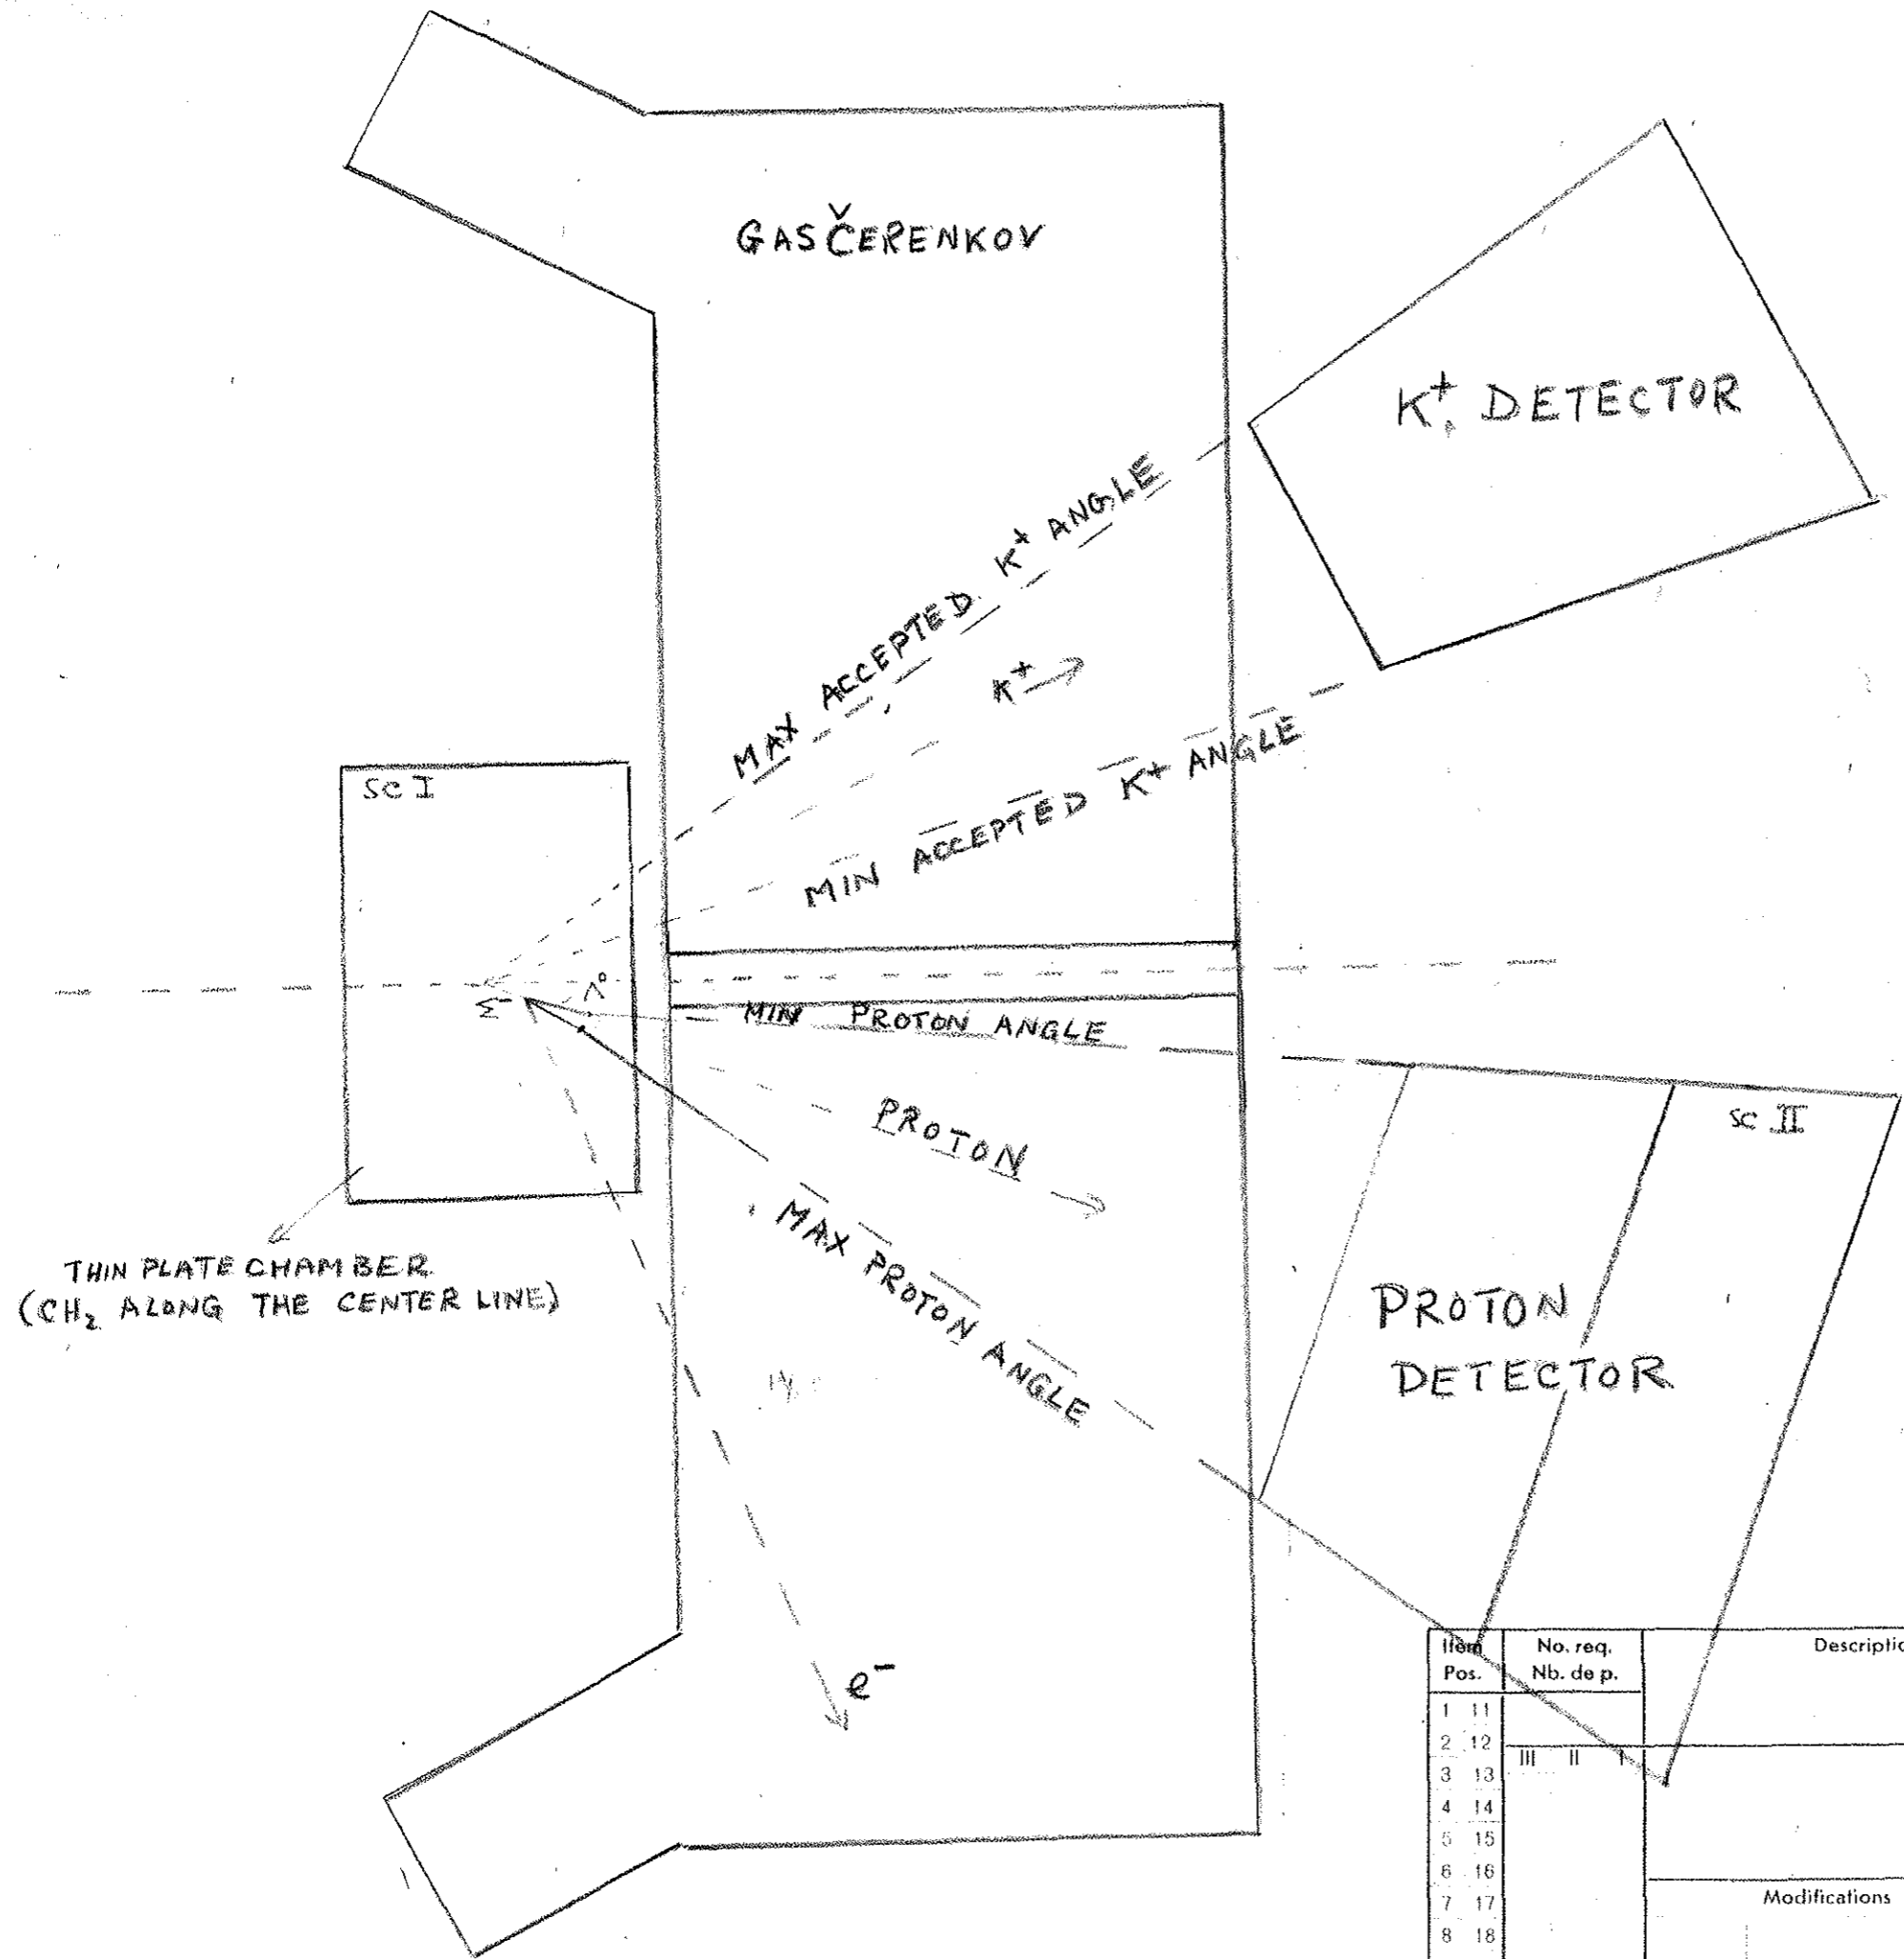 GAS ČERENKOV
K⁺ DETECTOR
MAX ACCEPTED K⁺ ANGLE
K⁺
MIN ACCEPTED K⁺ ANGLE
SC I
Σ⁻
Λ⁰
MIN PROTON ANGLE
PROTON
MAX PROTON ANGLE
SC II
THIN PLATE CHAMBER
(CH₂ ALONG THE CENTER LINE)
PROTON
DETECTOR
e⁻
Item No. req.
Pos. Nb. de p.
1 11
2 12
III II I
3 13
4 14
5 15
6 16
7 17
8 18
Modifications